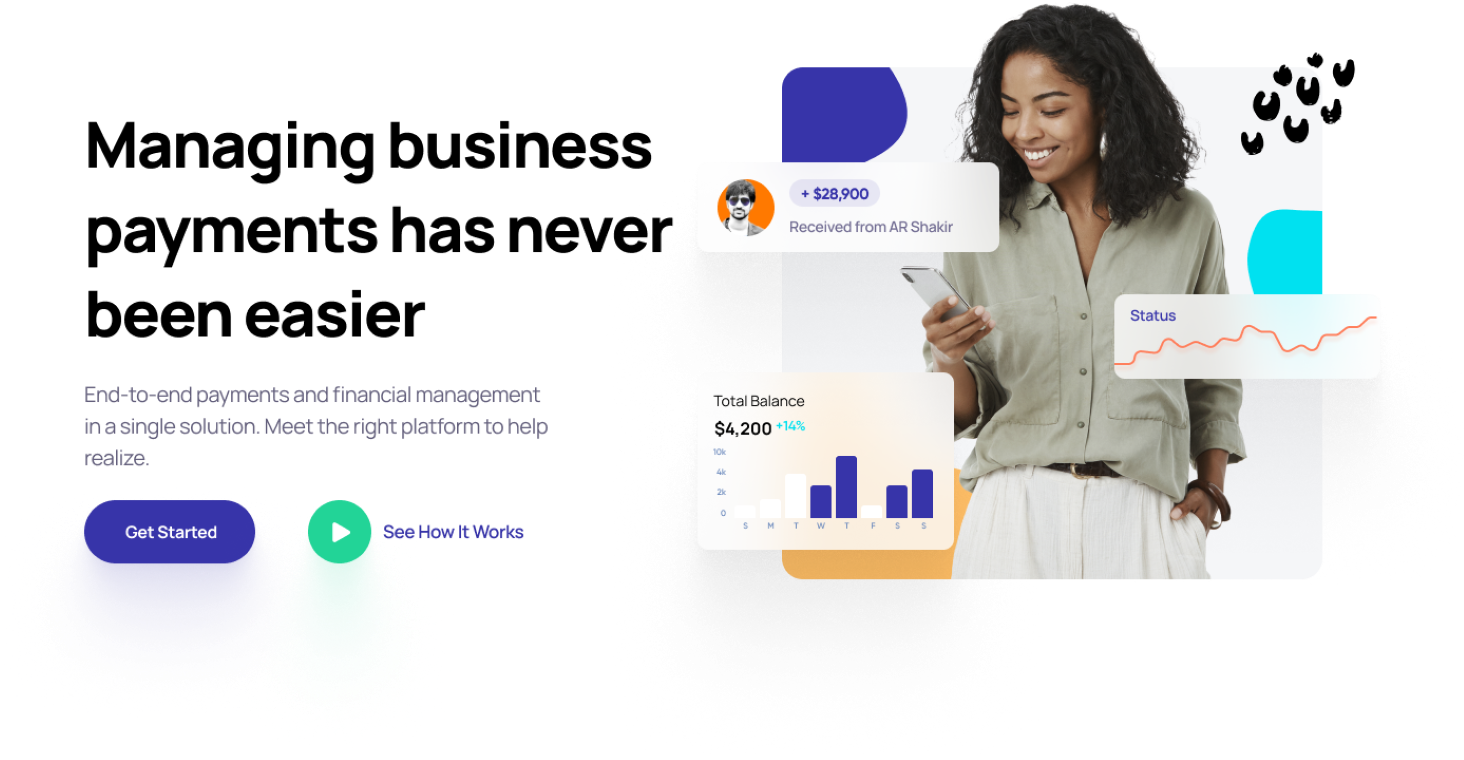 Managing business
payments has never
been easier
End-to-end payments and financial management
in a single solution. Meet the right platform to help
realize.
Get Started
See How It Works
+ $28,900
Received from AR Shakir
Status
Total Balance
$4,200 +14%
10k
4k
2k
0
S M T W T F S S